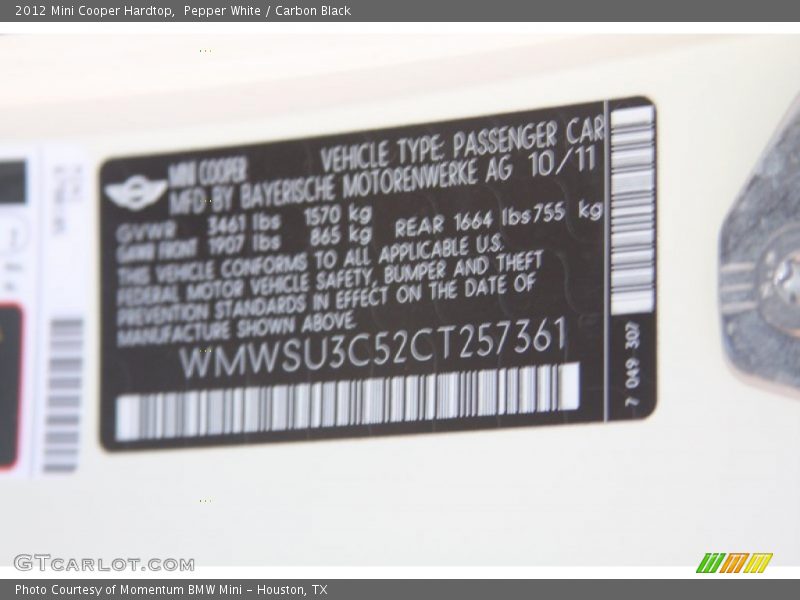 2012 Mini Cooper Hardtop, Pepper White / Carbon Black
MINI COOPER VEHICLE TYPE: PASSENGER CAR
MFD BY BAYERISCHE MOTORENWERKE AG 10/11
GVWR 3461 lbs 1570 kg
GAWR FRONT 1907 lbs 865 kg REAR 1664 lbs 755 kg
THIS VEHICLE CONFORMS TO ALL APPLICABLE U.S.
FEDERAL MOTOR VEHICLE SAFETY, BUMPER AND THEFT
PREVENTION STANDARDS IN EFFECT ON THE DATE OF
MANUFACTURE SHOWN ABOVE.
WMWSU3C52CT257361
7 049 307
GTCARLOT.COM
Photo Courtesy of Momentum BMW Mini - Houston, TX